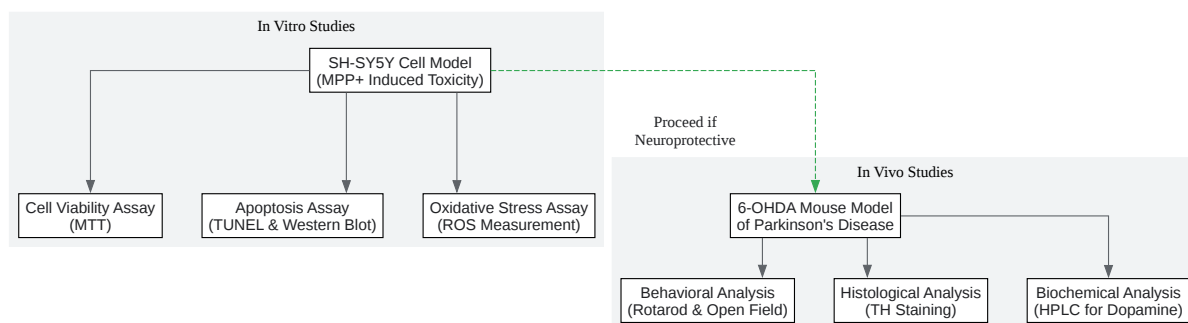 In Vitro Studies
SH-SY5Y Cell Model
(MPP+ Induced Toxicity)
Proceed if
Neuroprotective
Cell Viability Assay
(MTT)
Apoptosis Assay
(TUNEL & Western Blot)
Oxidative Stress Assay
(ROS Measurement)
In Vivo Studies
6-OHDA Mouse Model
of Parkinson's Disease
Behavioral Analysis
(Rotarod & Open Field)
Histological Analysis
(TH Staining)
Biochemical Analysis
(HPLC for Dopamine)